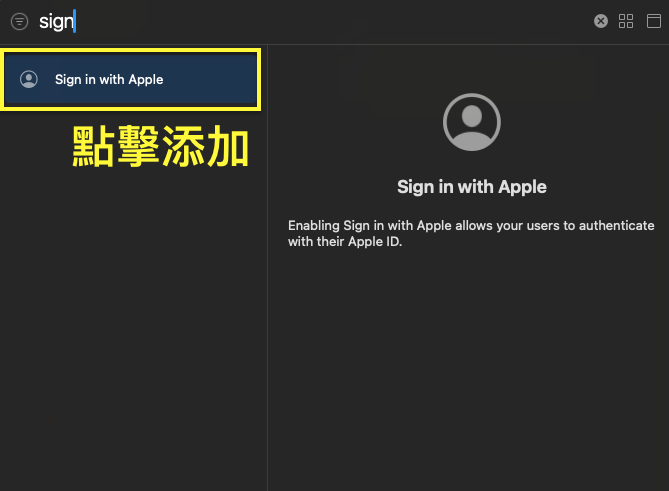 sign
Sign in with Apple
點擊添加
Sign in with Apple
Enabling Sign in with Apple allows your users to authenticate
with their Apple ID.